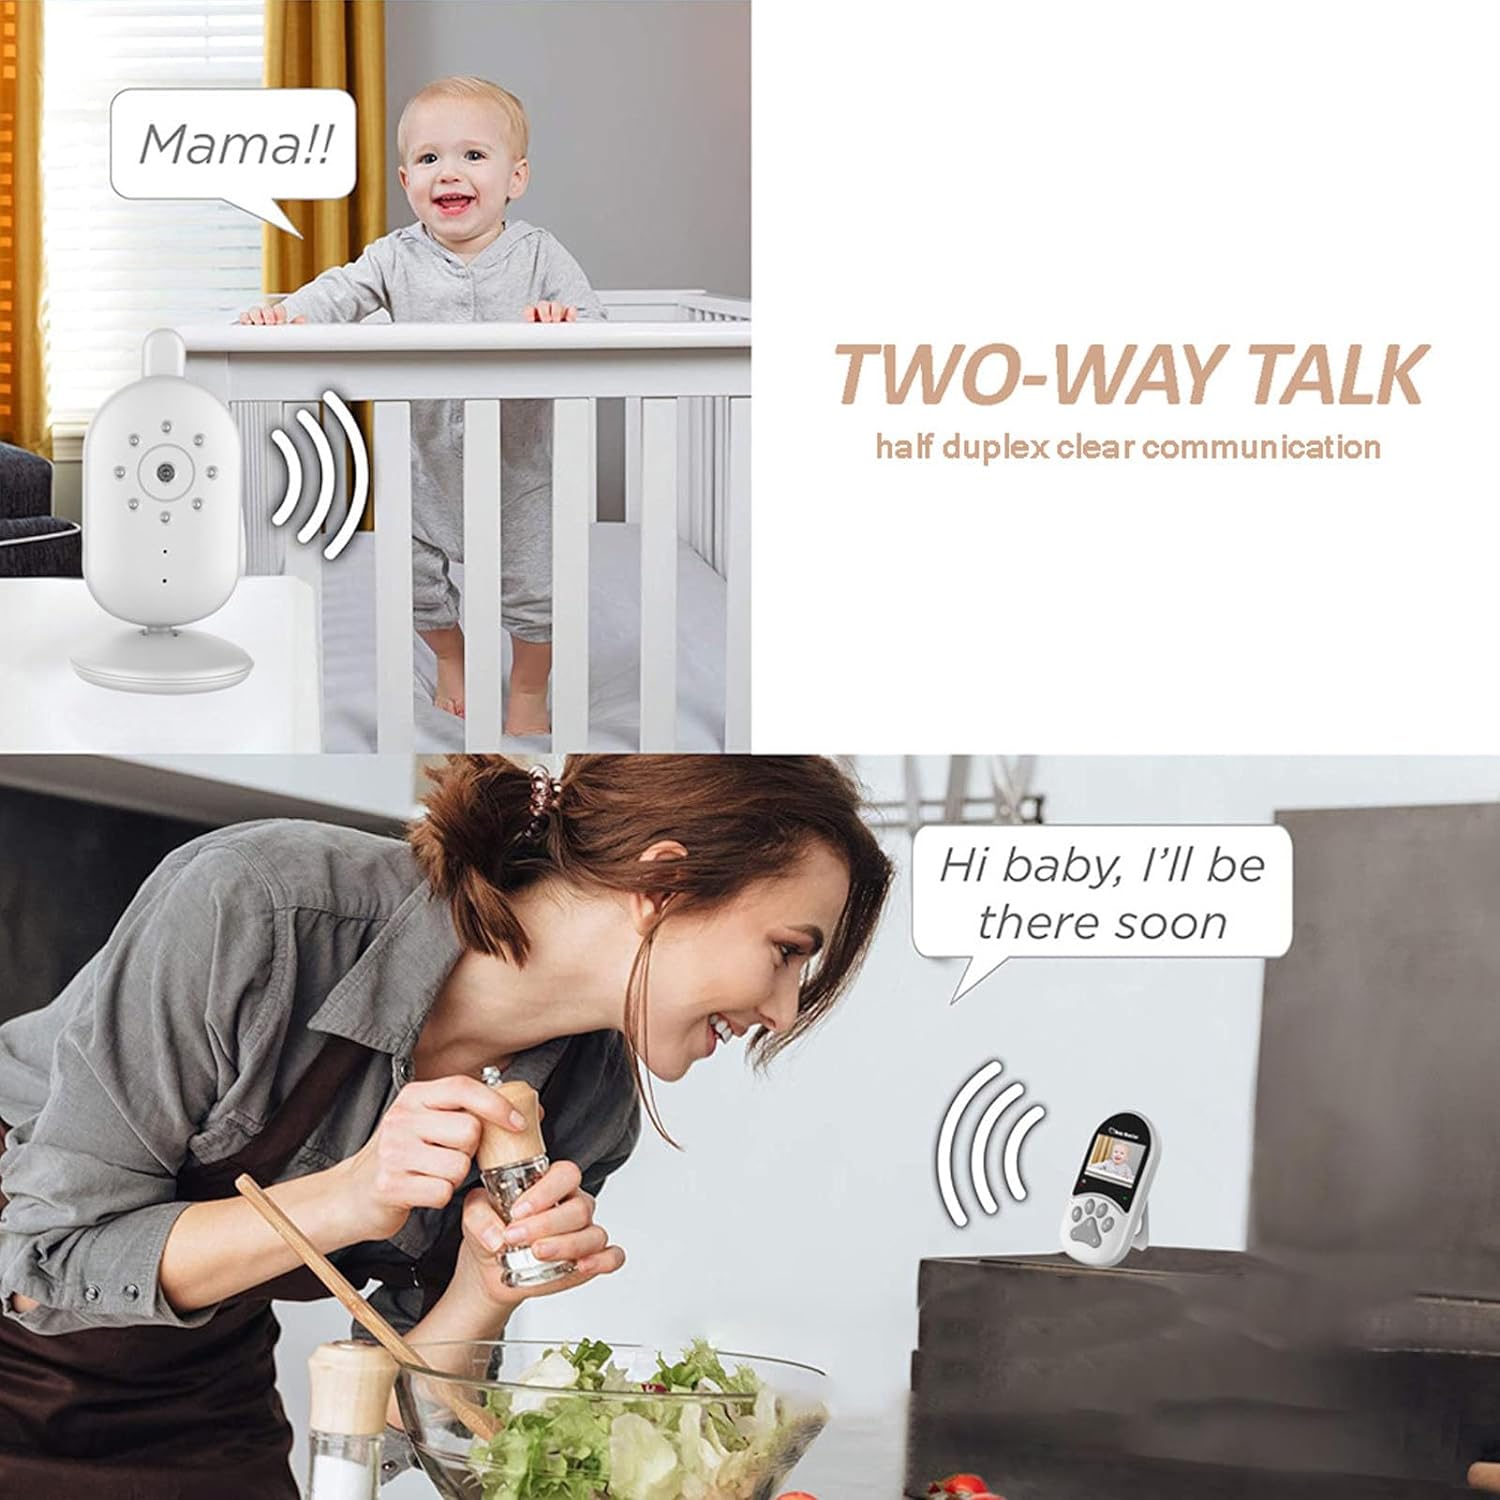 Mama!!
TWO-WAY TALK
half duplex clear communication
Hi baby, I'll be
there soon